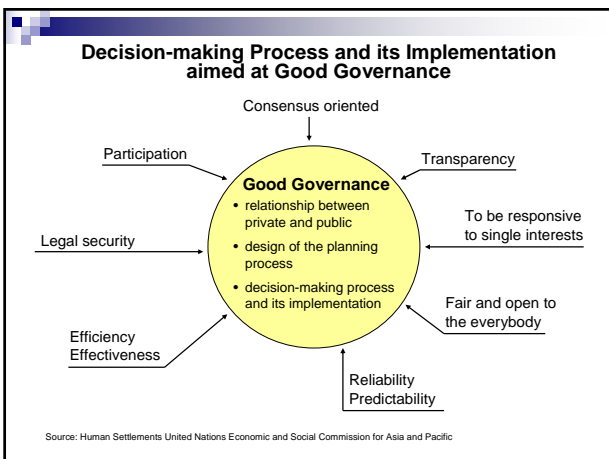 Decision-making Process and its Implementation
aimed at Good Governance
Consensus oriented
Participation
Transparency
Good Governance
• relationship between
private and public
• design of the planning
process
• decision-making process
and its implementation
To be responsive
to single interests
Legal security
Fair and open to
the everybody
Efficiency
Effectiveness
Reliability
Predictability
Source: Human Settlements United Nations Economic and Social Commission for Asia and Pacific